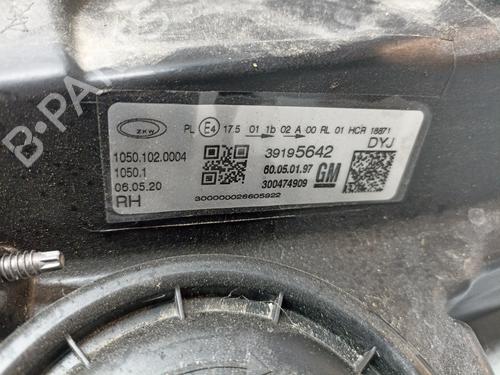 B-PARTS
ZKW
PL E4 17.5 01 1b 02 A 00 RL 01 HCR 18871
DYJ
1050.102.0004
39195642
1050.1
60.05.01.97
GM
06.05.20
300474909
RH
300000026605922